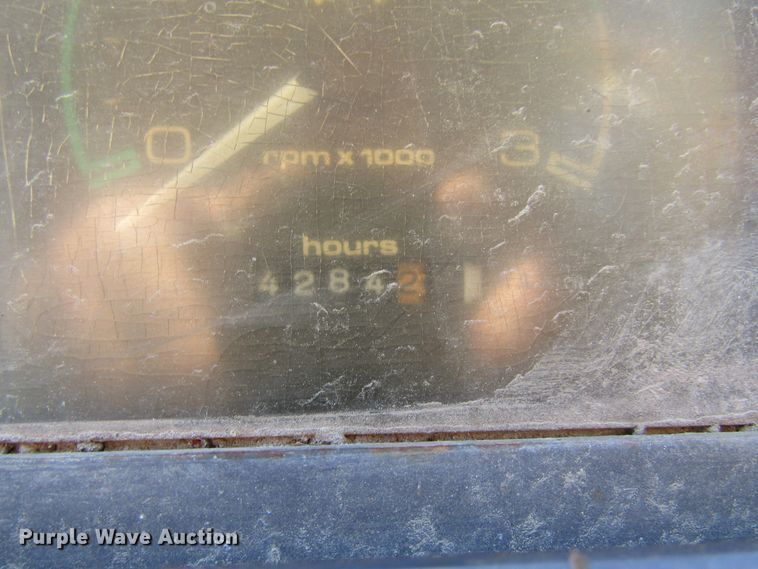 0 3
rpm x 1000
hours
42842
Purple Wave Auction®